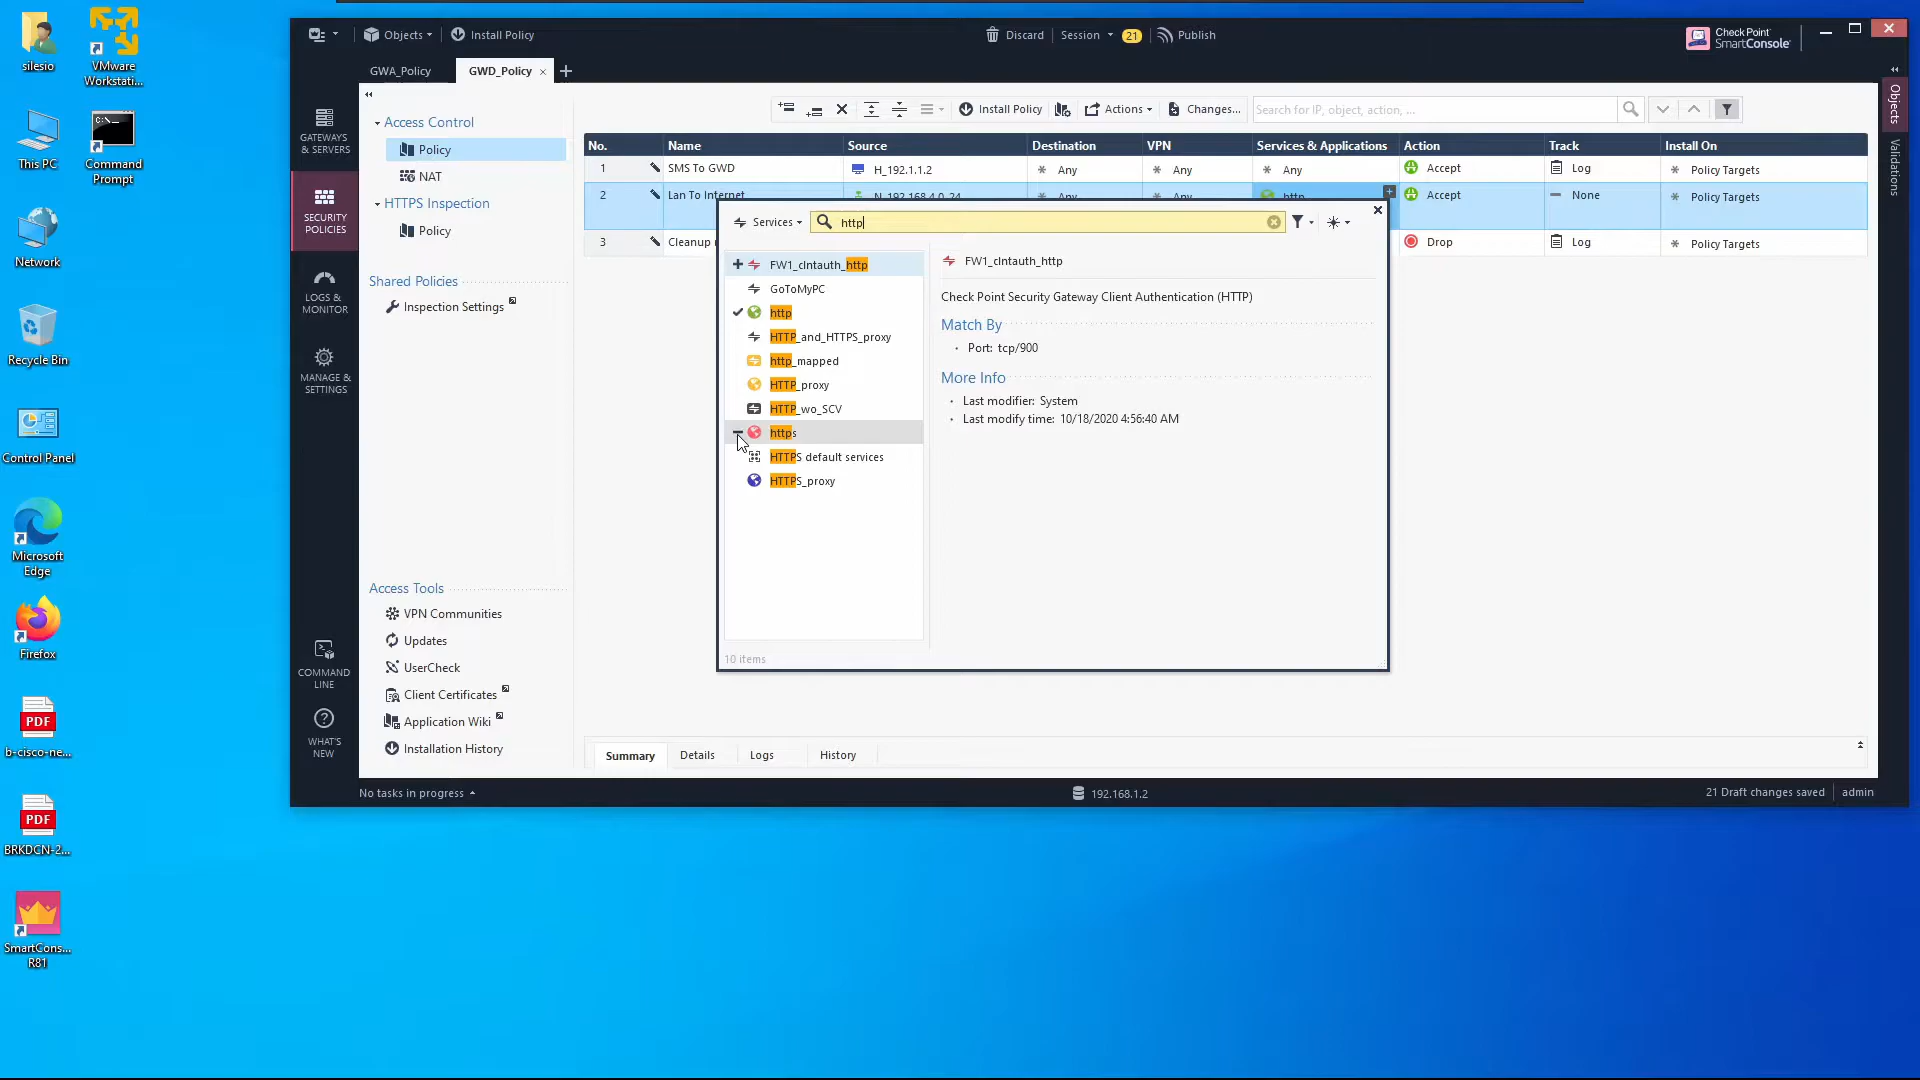 silesio
VMware
Workstati...
This PC
Command
Prompt
Network
Recycle Bin
Control Panel
Microsoft
Edge
Firefox
PDF
b-cisco-ne...
PDF
BRKDCN-2...
SmartCons...
R81
Objects
Install Policy
Discard
Session
21
Publish
Check Point
SmartConsole
GWA_Policy
GWD_Policy
GATEWAYS
& SERVERS
SECURITY
POLICIES
LOGS &
MONITOR
MANAGE &
SETTINGS
COMMAND
LINE
WHAT'S
NEW
Access Control
Policy
NAT
HTTPS Inspection
Policy
Shared Policies
Inspection Settings
Access Tools
VPN Communities
Updates
UserCheck
Client Certificates
Application Wiki
Installation History
Install Policy
Actions
Changes...
Search for IP, object, action, ...
No. Name Source Destination VPN Services & Applications Action Track Install On
1 SMS To GWD H_192.1.1.2 Any Any Any Accept Log Policy Targets
2 Lan To Internet N_192.168.4.0_24 Any Any http Accept None Policy Targets
3 Cleanup Drop Log Policy Targets
Services http
FW1_clntauth_http
GoToMyPC
http
HTTP_and_HTTPS_proxy
http_mapped
HTTP_proxy
HTTP_wo_SCV
https
HTTPS default services
HTTPS_proxy
10 items
FW1_clntauth_http
Check Point Security Gateway Client Authentication (HTTP)
Match By
Port: tcp/900
More Info
Last modifier: System
Last modify time: 10/18/2020 4:56:40 AM
Summary Details Logs History
No tasks in progress
192.168.1.2
21 Draft changes saved
admin
Objects
Validations